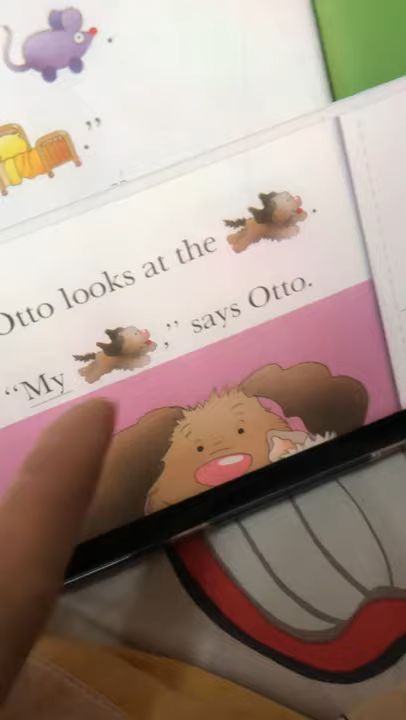 .
.”
Otto looks at the .
“My ,” says Otto.